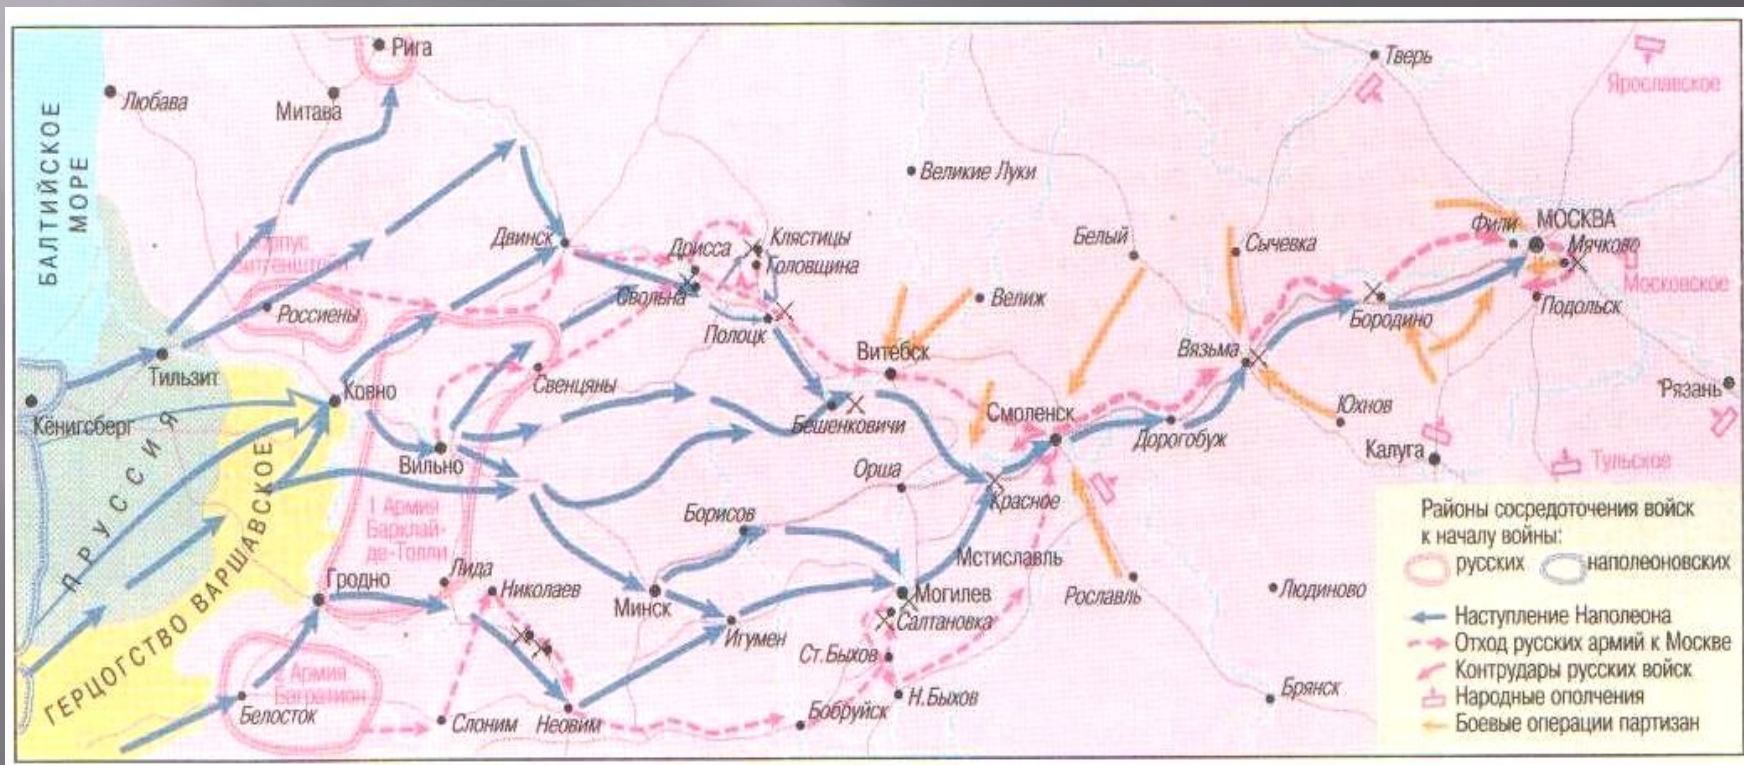 БАЛТИЙСКОЕ
МОРЕ
Любава
Рига
Митава
Великие Луки
Тверь
Ярославское
Двинск
Дрисса
Клястицы
Головщина
Свольна
Полоцк
I Корпус
Витгенштейн
Россиены
Тильзит
Кёнигсберг
ПРУССИЯ
ГЕРЦОГСТВО ВАРШАВСКОЕ
Ковно
Свенцяны
Вильно
I Армия
Барклай-
де-Толли
Велиж
Витебск
Бешенковичи
Белый
Сычевка
Фили
МОСКВА
Мячково
Московское
Подольск
Бородино
Вязьма
Юхнов
Рязань
Калуга
Тульское
Смоленск
Дорогобуж
Орша
Красное
Борисов
Мстиславль
Гродно
Лида
Николаев
Минск
Могилев
Салтановка
Игумен
Ст.Быхов
Н.Быхов
Рославль
Людиново
Брянск
2 Армия
Багратион
Белосток
Слоним
Неовим
Бобруйск
Районы сосредоточения войск
к началу войны:
русских наполеоновских
Наступление Наполеона
Отход русских армий к Москве
Контрудары русских войск
Народные ополчения
Боевые операции партизан